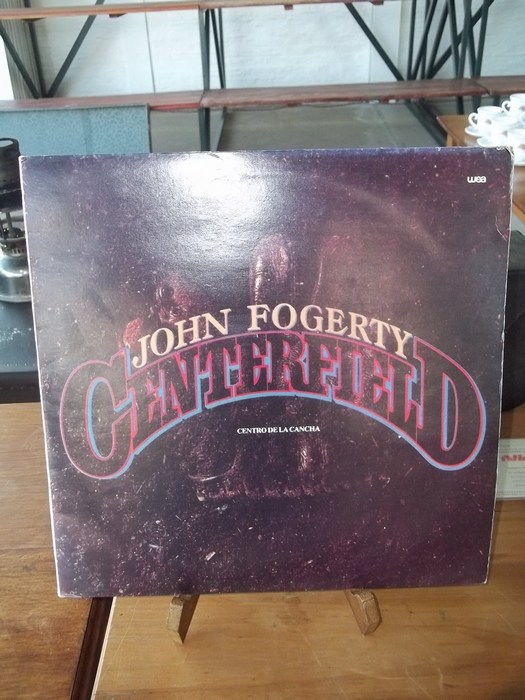 wea
JOHN FOGERTY
CENTERFIELD
CENTRO DE LA CANCHA